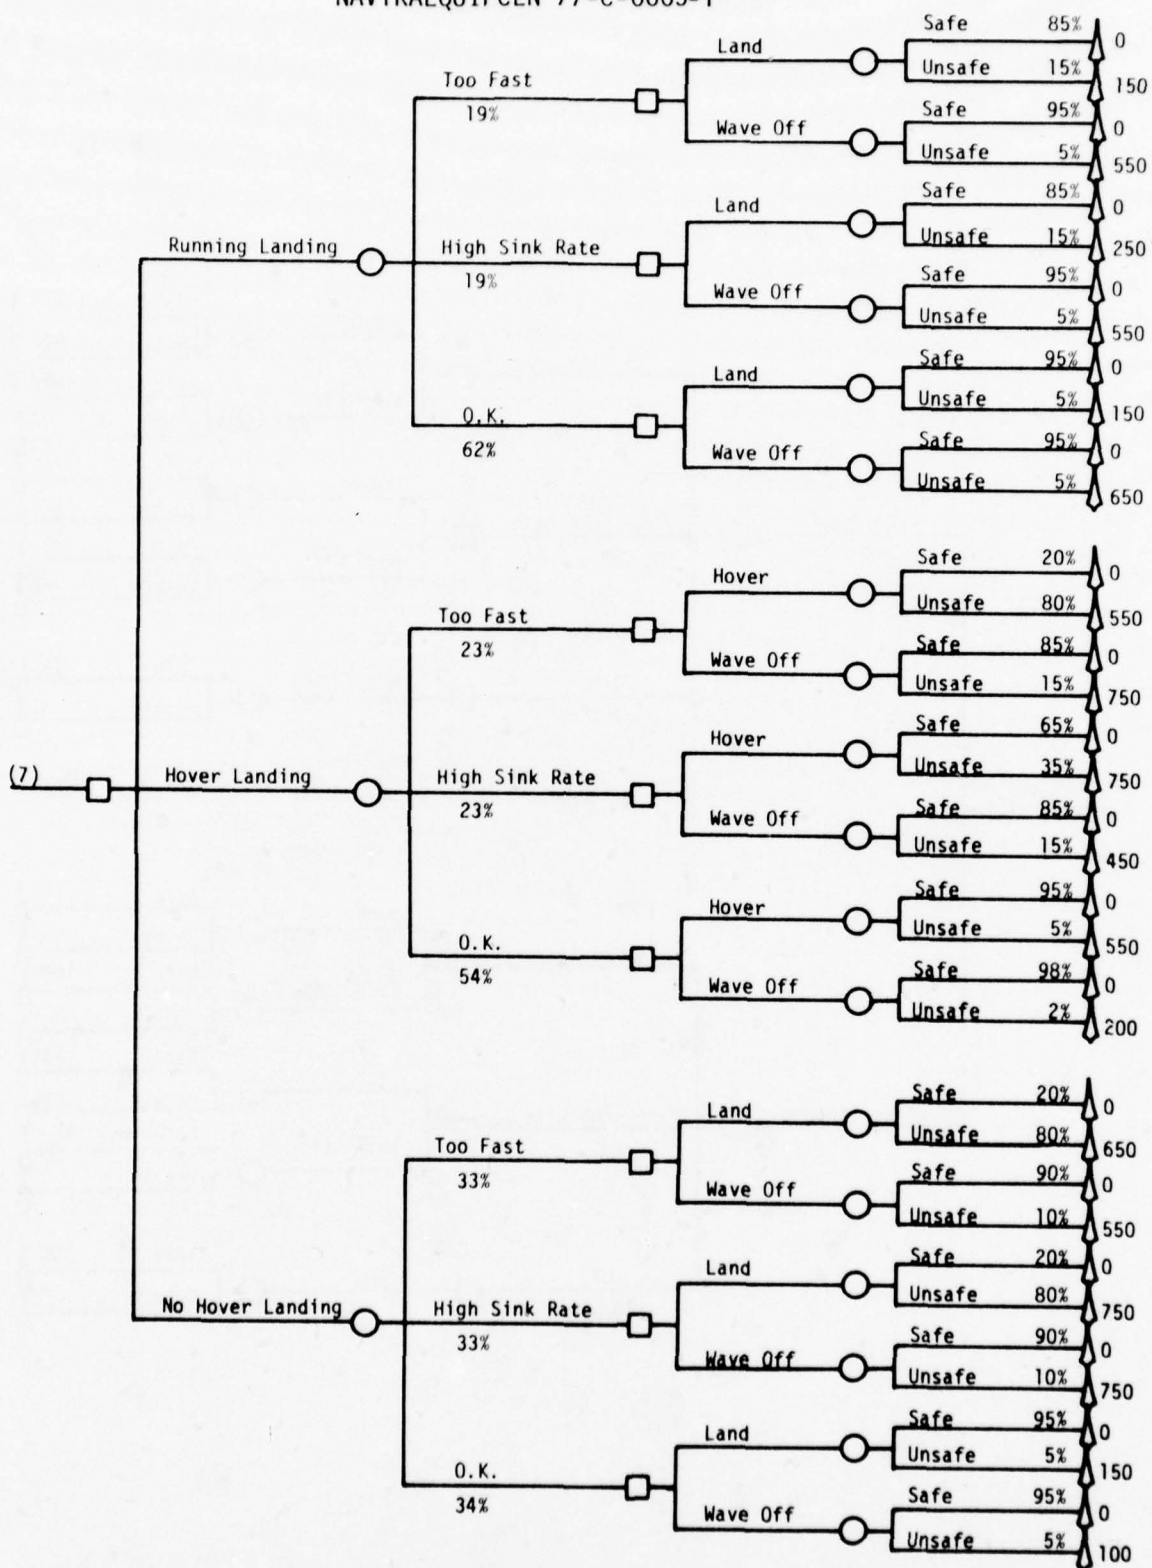 Safe 85% 0
Land
Unsafe 15% 150
Too Fast
19%
Safe 95% 0
Wave Off
Unsafe 5% 550
Safe 85% 0
Land
Unsafe 15% 250
Running Landing
High Sink Rate
19%
Safe 95% 0
Wave Off
Unsafe 5% 550
Safe 95% 0
Land
Unsafe 5% 150
O.K.
62%
Safe 95% 0
Wave Off
Unsafe 5% 650
Safe 20% 0
Hover
Unsafe 80% 550
Too Fast
23%
Safe 85% 0
Wave Off
Unsafe 15% 750
Safe 65% 0
Hover
Unsafe 35% 750
(7)
Hover Landing
High Sink Rate
23%
Safe 85% 0
Wave Off
Unsafe 15% 450
Safe 95% 0
Hover
Unsafe 5% 550
O.K.
54%
Safe 98% 0
Wave Off
Unsafe 2% 200
Safe 20% 0
Land
Unsafe 80% 650
Too Fast
33%
Safe 90% 0
Wave Off
Unsafe 10% 550
Safe 20% 0
Land
Unsafe 80% 750
No Hover Landing
High Sink Rate
33%
Safe 90% 0
Wave Off
Unsafe 10% 750
Safe 95% 0
Land
Unsafe 5% 150
O.K.
34%
Safe 95% 0
Wave Off
Unsafe 5% 100